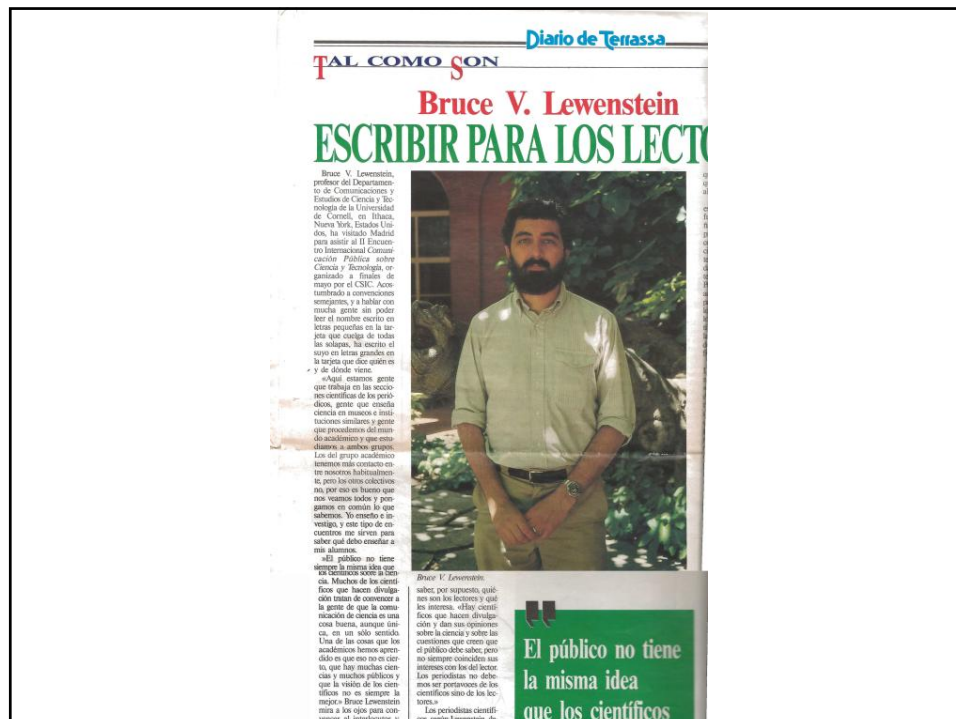 Diario de Terrassa
TAL COMO SON
Bruce V. Lewenstein
ESCRIBIR PARA LOS LECTO
Bruce V. Lewenstein,
profesor del Departamen-
to de Comunicaciones y
Estudios de Ciencia y Tec-
nología de la Universidad
de Cornell, en Ithaca,
Nueva York, Estados Uni-
dos, ha visitado Madrid
para asistir al II Encuen-
tro Internacional Comuni-
cación Pública sobre
Ciencia y Tecnología, or-
ganizado a finales de
mayo por el CSIC. Acos-
tumbrado a convenciones
semejantes, y a hablar con
mucha gente sin poder
leer el nombre escrito en
letras pequeñas en la tar-
jeta que cuelga de todas
las solapas, ha escrito el
suyo en letras grandes en
la tarjeta que dice quién es
y de dónde viene.
«Aquí estamos gente
que trabaja en las seccio-
nes científicas de los perió-
dicos, gente que enseña
ciencia en museos e insti-
tuciones similares y gente
que procedemos del mun-
do académico y que estu-
diamos a ambos grupos.
Los del grupo académico
tenemos más contacto en-
tre nosotros habitualmen-
te, pero los otros colectivos
no, por eso es bueno que
nos veamos todos y pon-
gamos en común lo que
sabemos. Yo enseño e in-
vestigo, y este tipo de en-
cuentros me sirven para
saber qué debo enseñar a
mis alumnos.
»El público no tiene
siempre la misma idea que
los científicos sobre la cien-
cia. Muchos de los cientí-
ficos que hacen divulga-
ción tratan de convencer a
la gente de que la comu-
nicación de ciencia es una
cosa buena, aunque úni-
ca, en un sólo sentido.
Una de las cosas que los
académicos hemos apren-
dido es que eso no es cier-
to, que hay muchas cien-
cias y muchos públicos y
que la visión de los cien-
tíficos no es siempre la
mejor.» Bruce Lewenstein
mira a los ojos para con-
vencer al interlocutor y
Bruce V. Lewenstein.
saber, por supuesto, quié-
nes son los lectores y qué
les interesa. «Hay cientí-
ficos que hacen divulga-
ción y dan sus opiniones
sobre la ciencia y sobre las
cuestiones que creen que
el público debe saber, pero
no siempre coinciden sus
intereses con los del lector.
Los periodistas no debe-
mos ser portavoces de los
científicos sino de los lec-
tores.»
Los periodistas científi-
cos, según Lewenstein, de-
"
El público no tiene
la misma idea
que los científicos